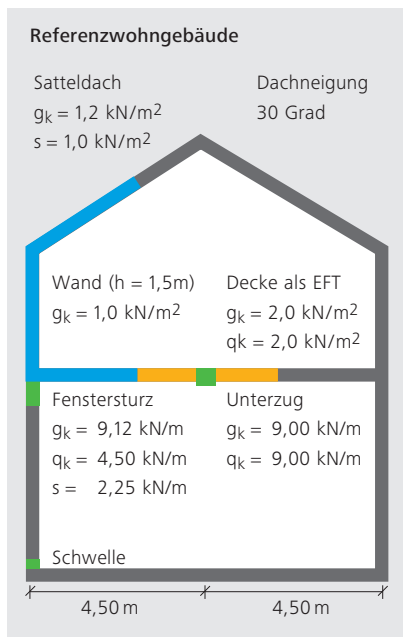 Referenzwohngebäude
Satteldach
gk = 1,2 kN/m²
s = 1,0 kN/m²
Dachneigung
30 Grad
Wand (h = 1,5m)
gk = 1,0 kN/m²
Decke als EFT
gk = 2,0 kN/m²
qk = 2,0 kN/m²
Fenstersturz
gk = 9,12 kN/m
qk = 4,50 kN/m
s = 2,25 kN/m
Unterzug
gk = 9,00 kN/m
qk = 9,00 kN/m
Schwelle
4,50 m
4,50 m